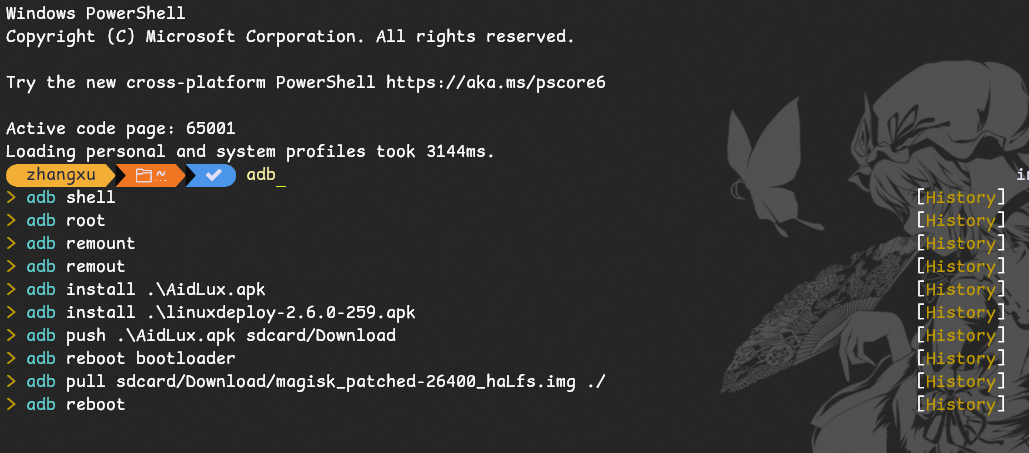 Windows PowerShell
Copyright (C) Microsoft Corporation. All rights reserved.
Try the new cross-platform PowerShell https://aka.ms/pscore6
Active code page: 65001
Loading personal and system profiles took 3144ms.
zhangxu ~ adb_ in
> adb shell [History]
> adb root [History]
> adb remount [History]
> adb remout [History]
> adb install .\AidLux.apk [History]
> adb install .\linuxdeploy-2.6.0-259.apk [History]
> adb push .\AidLux.apk sdcard/Download [History]
> adb reboot bootloader [History]
> adb pull sdcard/Download/magisk_patched-26400_haLfs.img ./ [History]
> adb reboot [History]